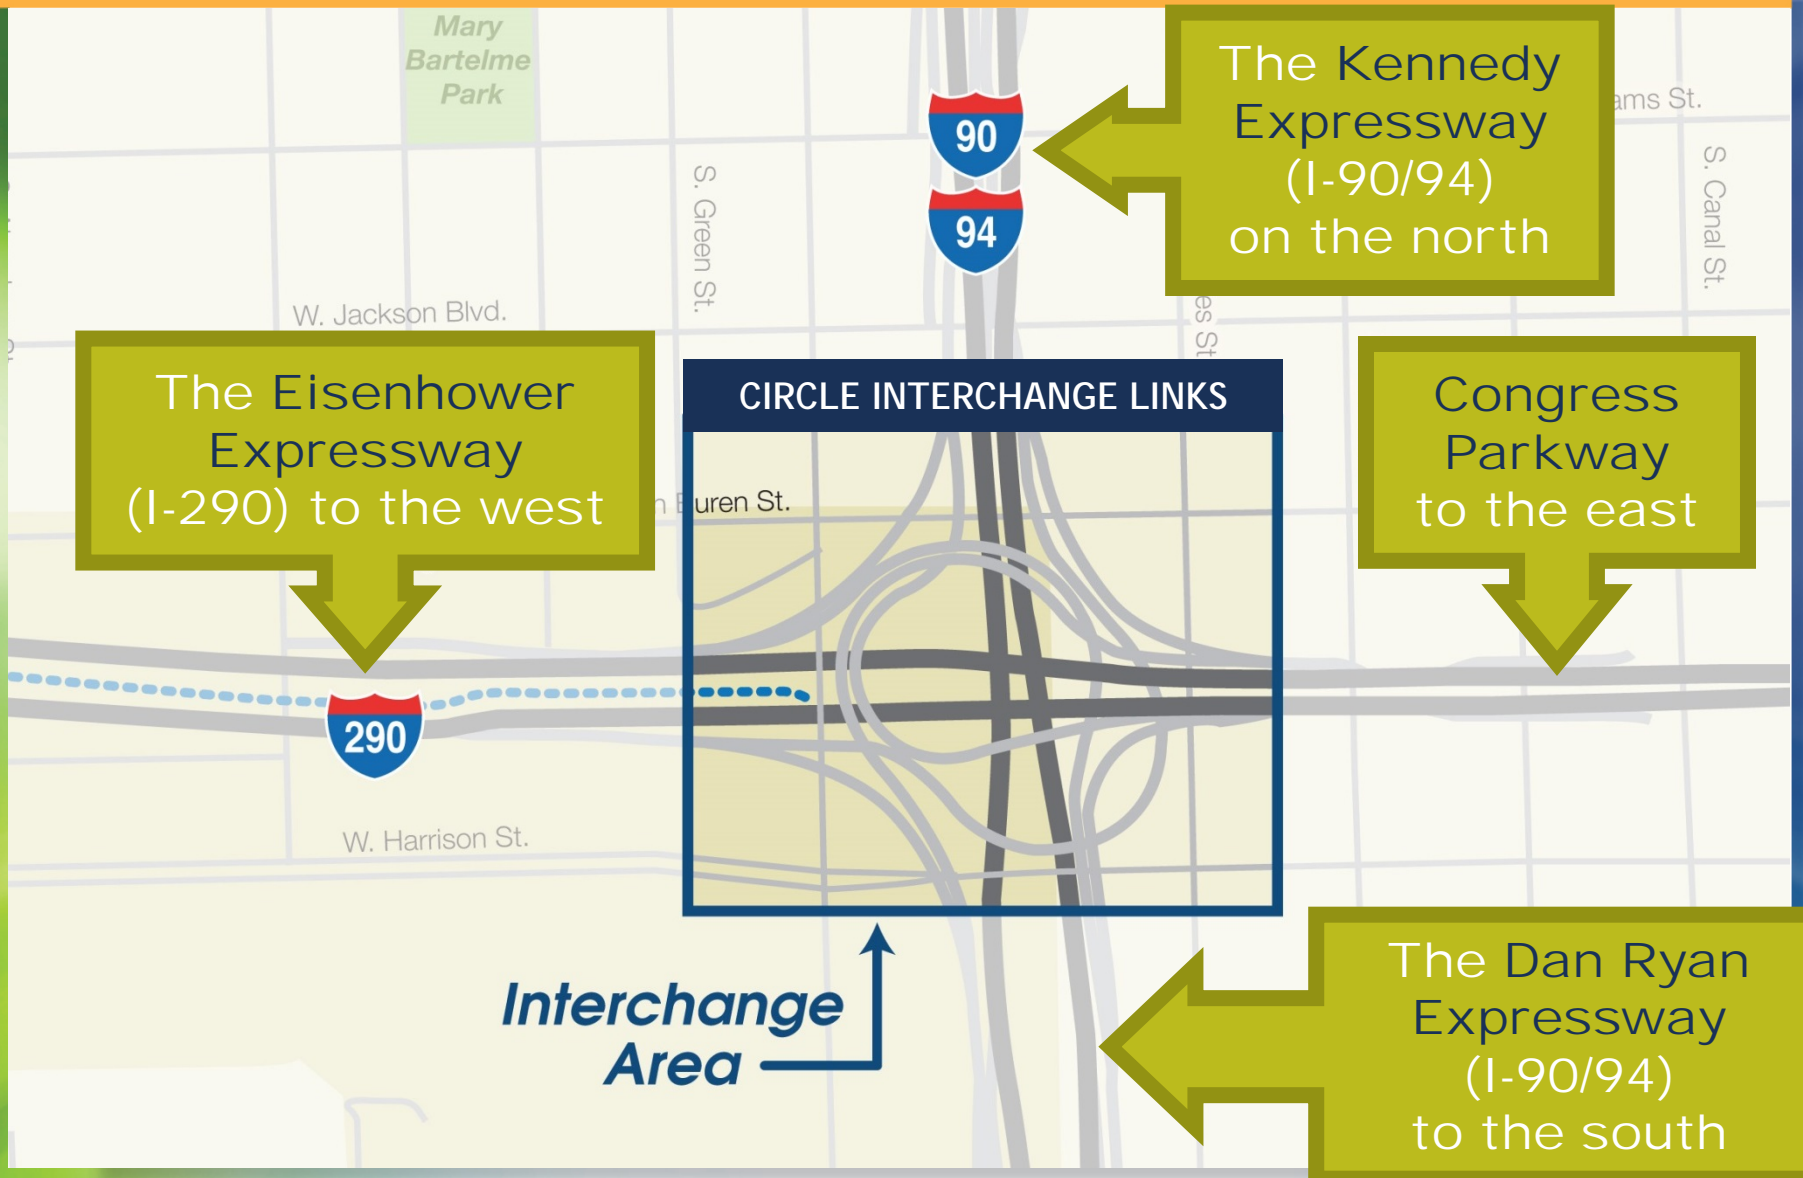 Mary
Bartelme
Park
The Kennedy
Expressway
(I-90/94)
on the north
90
94
ams St.
S. Green St.
S. Canal St.
W. Jackson Blvd.
es St
The Eisenhower
Expressway
(I-290) to the west
CIRCLE INTERCHANGE LINKS
Congress
Parkway
to the east
n Buren St.
290
W. Harrison St.
Interchange
Area
The Dan Ryan
Expressway
(I-90/94)
to the south